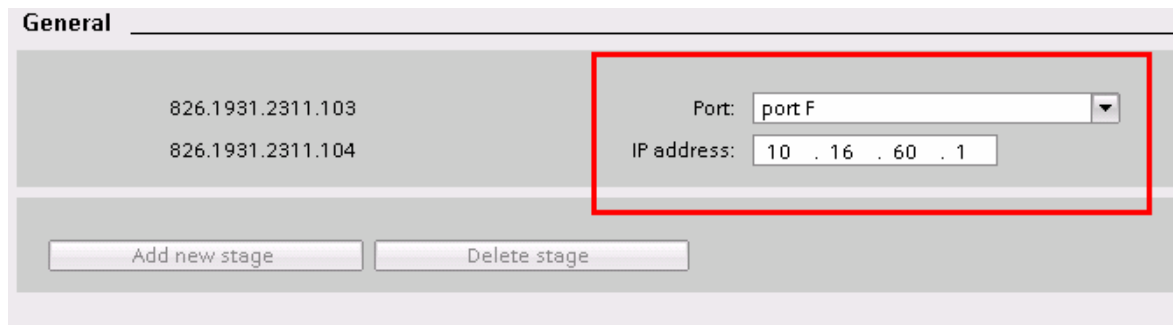 General
826.1931.2311.103 Port: port F
826.1931.2311.104 IP address: 10 . 16 . 60 . 1
Add new stage Delete stage